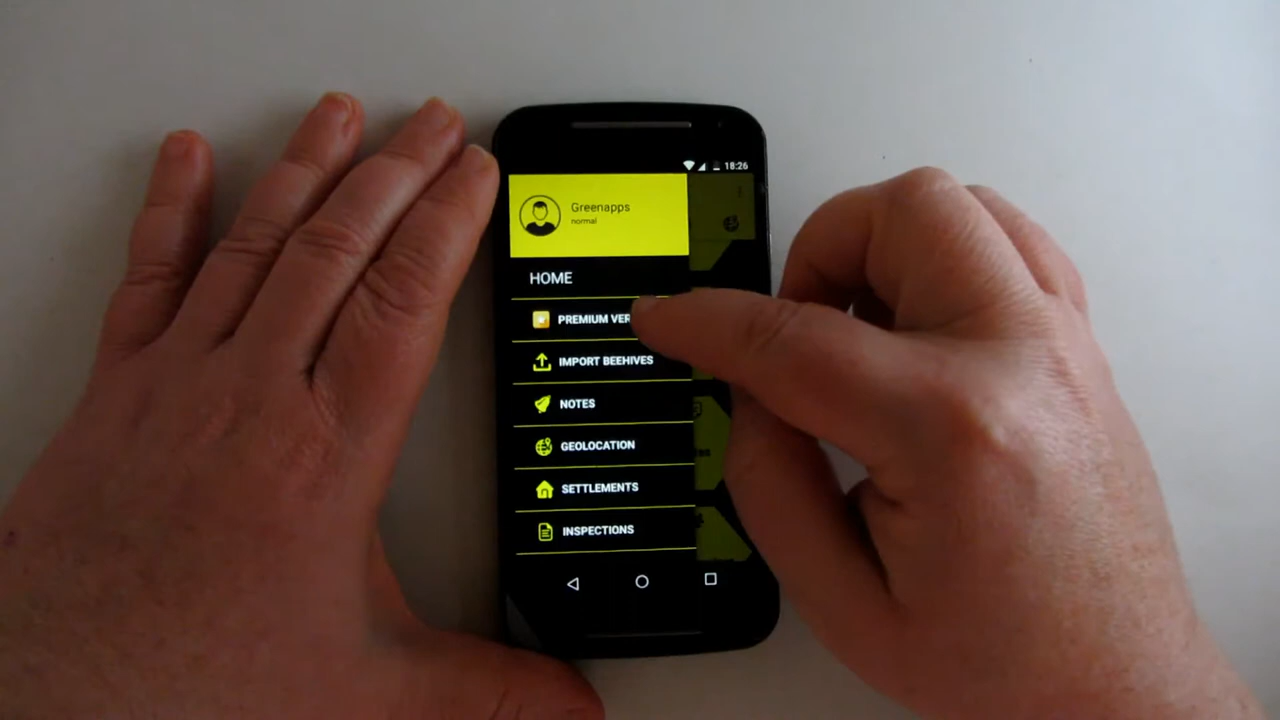 18:26
Greenapps
normal
HOME
PREMIUM VER
IMPORT BEEHIVES
NOTES
GEOLOCATION
SETTLEMENTS
INSPECTIONS